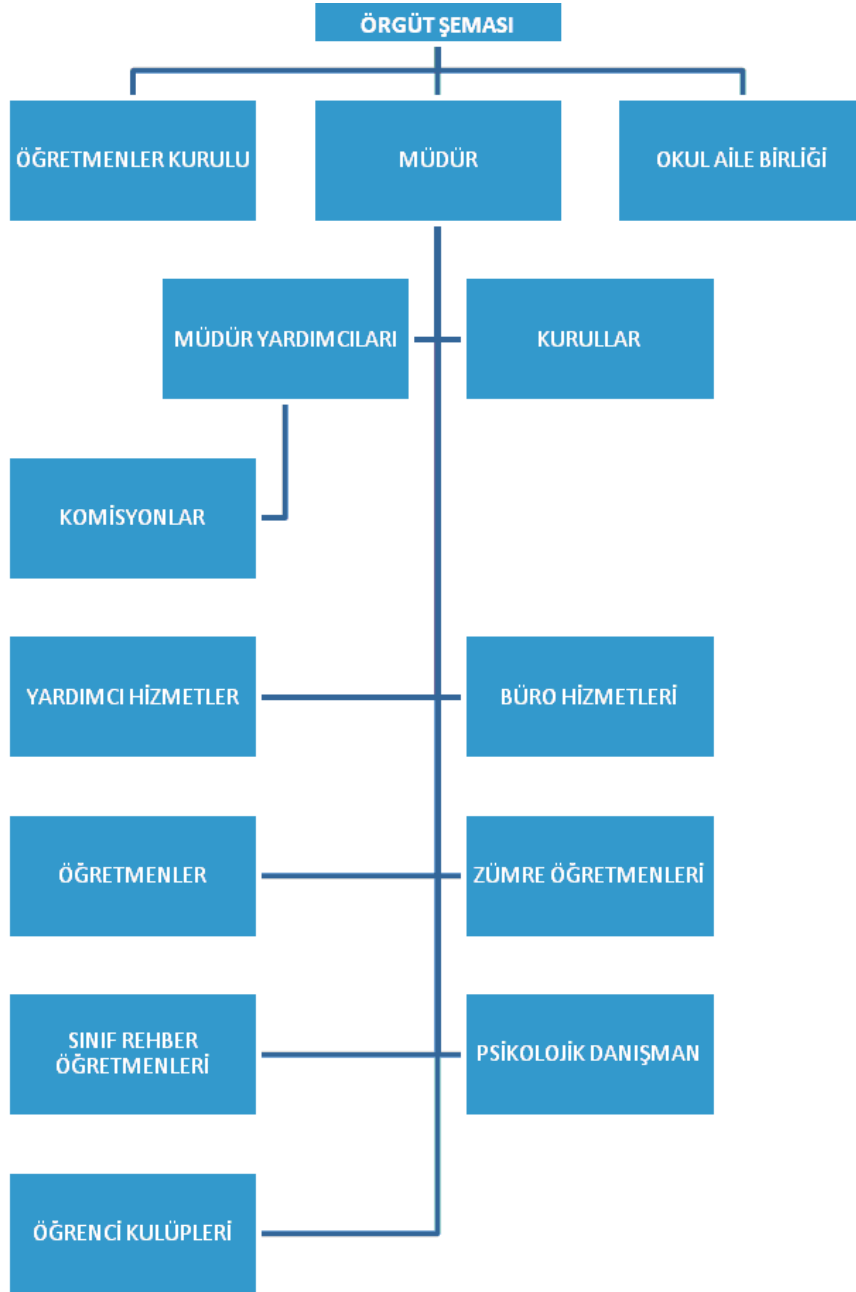 ÖRGÜT ŞEMASI
ÖĞRETMENLER KURULU
MÜDÜR
OKUL AİLE BİRLİĞİ
MÜDÜR YARDIMCILARI
KURULLAR
KOMİSYONLAR
YARDIMCI HİZMETLER
BÜRO HİZMETLERİ
ÖĞRETMENLER
ZÜMRE ÖĞRETMENLERİ
SINIF REHBER
ÖĞRETMENLERİ
PSİKOLOJİK DANIŞMAN
ÖĞRENCİ KULÜPLERİ